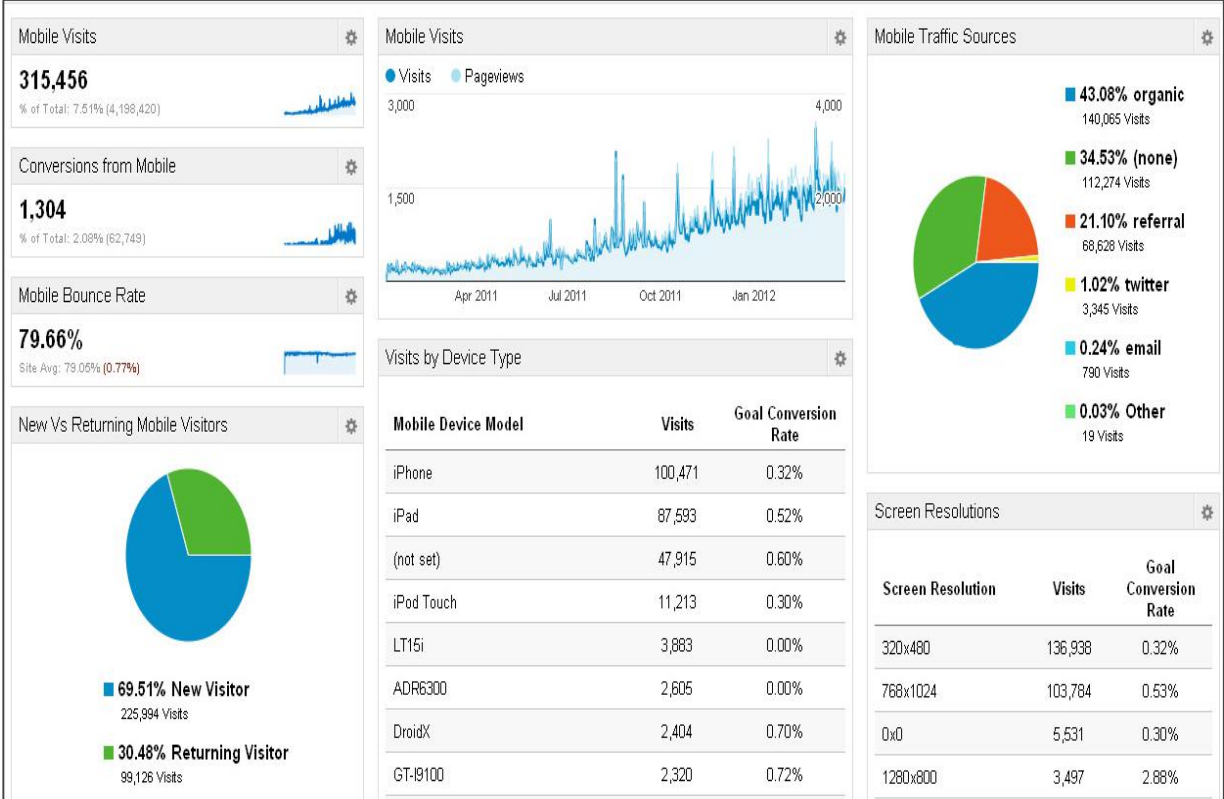 Mobile Visits
315,456
% of Total: 7.51% (4,198,420)
Conversions from Mobile
1,304
% of Total: 2.08% (62,749)
Mobile Bounce Rate
79.66%
Site Avg: 79.05% (0.77%)
New Vs Returning Mobile Visitors
69.51% New Visitor
225,994 Visits
30.48% Returning Visitor
99,126 Visits
Mobile Visits
Visits Pageviews
3,000 4,000
1,500 2,000
Apr 2011 Jul 2011 Oct 2011 Jan 2012
Visits by Device Type
Mobile Device Model Visits Goal Conversion
Rate
iPhone 100,471 0.32%
iPad 87,593 0.52%
(not set) 47,915 0.60%
iPod Touch 11,213 0.30%
LT15i 3,883 0.00%
ADR6300 2,605 0.00%
DroidX 2,404 0.70%
GT-I9100 2,320 0.72%
Mobile Traffic Sources
43.08% organic
140,065 Visits
34.53% (none)
112,274 Visits
21.10% referral
68,628 Visits
1.02% twitter
3,345 Visits
0.24% email
790 Visits
0.03% Other
19 Visits
Screen Resolutions
Goal
Screen Resolution Visits Conversion
Rate
320x480 136,938 0.32%
768x1024 103,784 0.53%
0x0 5,531 0.30%
1280x800 3,497 2.88%